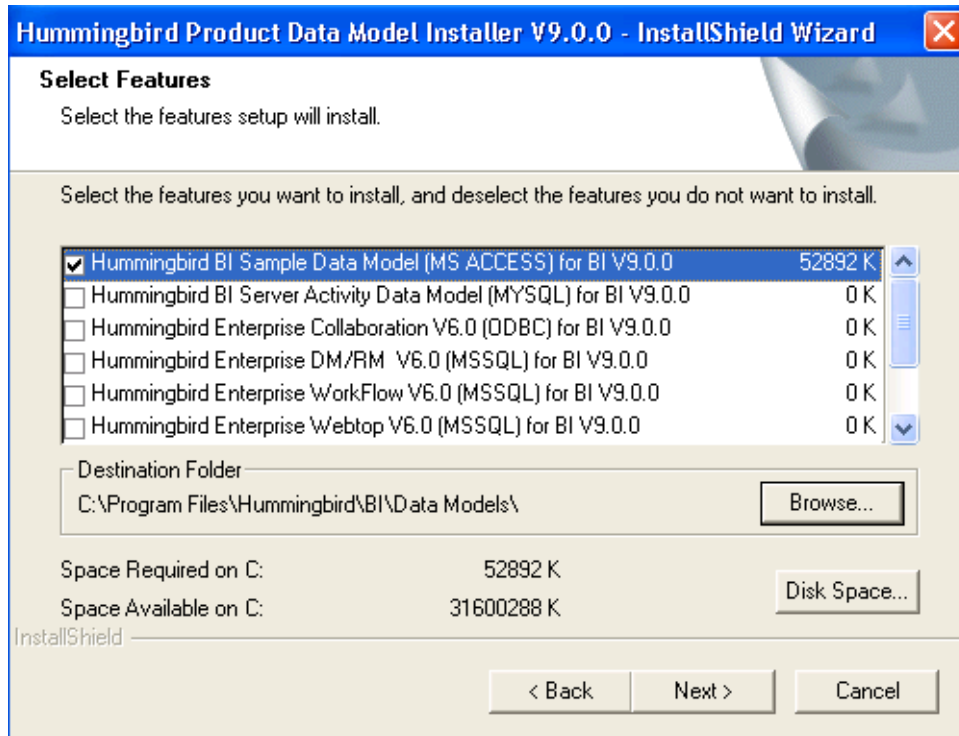 Hummingbird Product Data Model Installer V9.0.0 - InstallShield Wizard
Select Features
Select the features setup will install.
Select the features you want to install, and deselect the features you do not want to install.
Hummingbird BI Sample Data Model (MS ACCESS) for BI V9.0.0 52892 K
Hummingbird BI Server Activity Data Model (MYSQL) for BI V9.0.0 0 K
Hummingbird Enterprise Collaboration V6.0 (ODBC) for BI V9.0.0 0 K
Hummingbird Enterprise DM/RM  V6.0 (MSSQL) for BI V9.0.0 0 K
Hummingbird Enterprise WorkFlow V6.0 (MSSQL) for BI V9.0.0 0 K
Hummingbird Enterprise Webtop V6.0 (MSSQL) for BI V9.0.0 0 K
Destination Folder
C:\Program Files\Hummingbird\BI\Data Models\ Browse...
Space Required on C: 52892 K
Disk Space...
Space Available on C: 31600288 K
InstallShield
< Back Next > Cancel